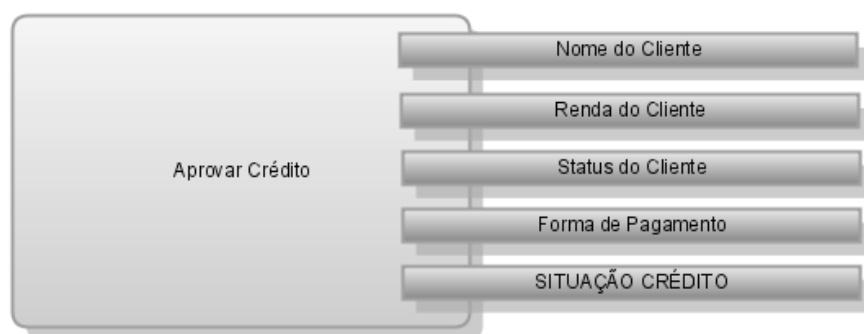 Nome do Cliente
Renda do Cliente
Aprovar Crédito
Status do Cliente
Forma de Pagamento
SITUAÇÃO CRÉDITO